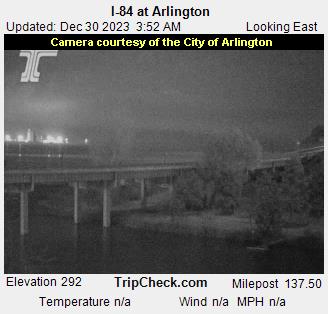 I-84 at Arlington
Updated: Dec 30 2023 3:52 AM Looking East
Camera courtesy of the City of Arlington
Elevation 292 TripCheck.com Milepost 137.50
Temperature n/a Wind n/a MPH n/a